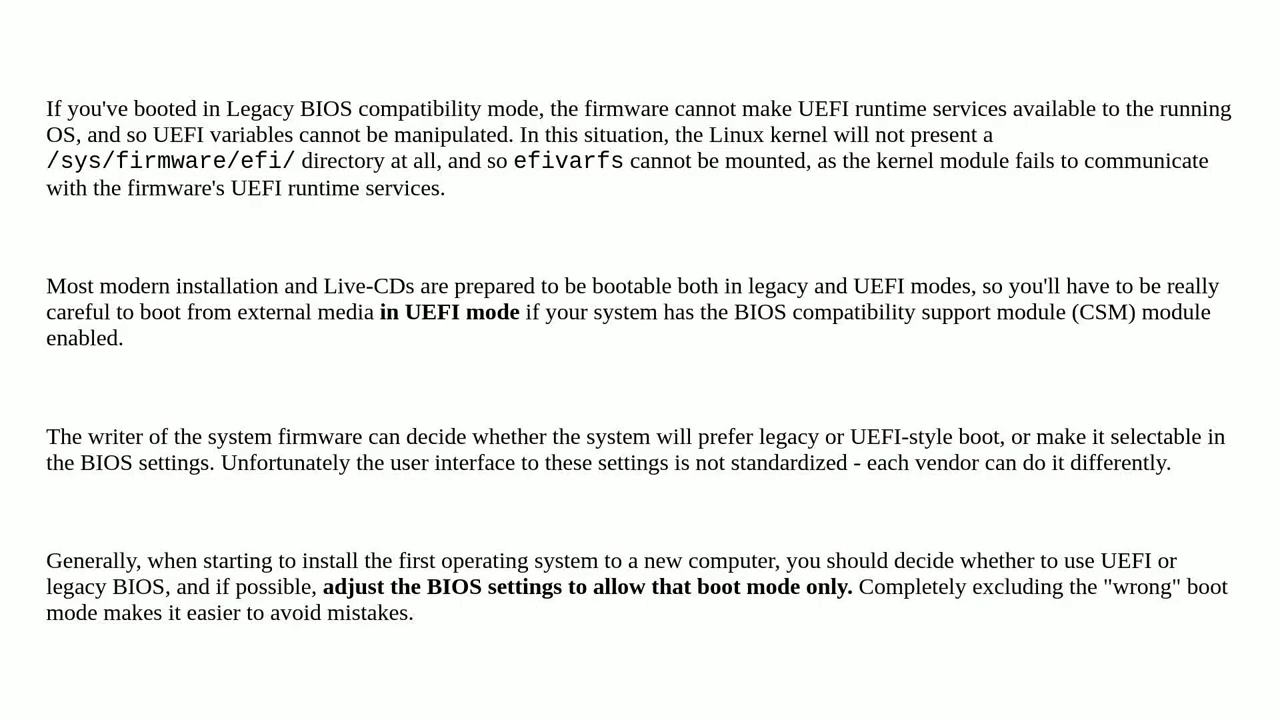 If you've booted in Legacy BIOS compatibility mode, the firmware cannot make UEFI runtime services available to the running
OS, and so UEFI variables cannot be manipulated. In this situation, the Linux kernel will not present a
/sys/firmware/efi/ directory at all, and so efivarfs cannot be mounted, as the kernel module fails to communicate
with the firmware's UEFI runtime services.
Most modern installation and Live-CDs are prepared to be bootable both in legacy and UEFI modes, so you'll have to be really
careful to boot from external media in UEFI mode if your system has the BIOS compatibility support module (CSM) module
enabled.
The writer of the system firmware can decide whether the system will prefer legacy or UEFI-style boot, or make it selectable in
the BIOS settings. Unfortunately the user interface to these settings is not standardized - each vendor can do it differently.
Generally, when starting to install the first operating system to a new computer, you should decide whether to use UEFI or
legacy BIOS, and if possible, adjust the BIOS settings to allow that boot mode only. Completely excluding the "wrong" boot
mode makes it easier to avoid mistakes.